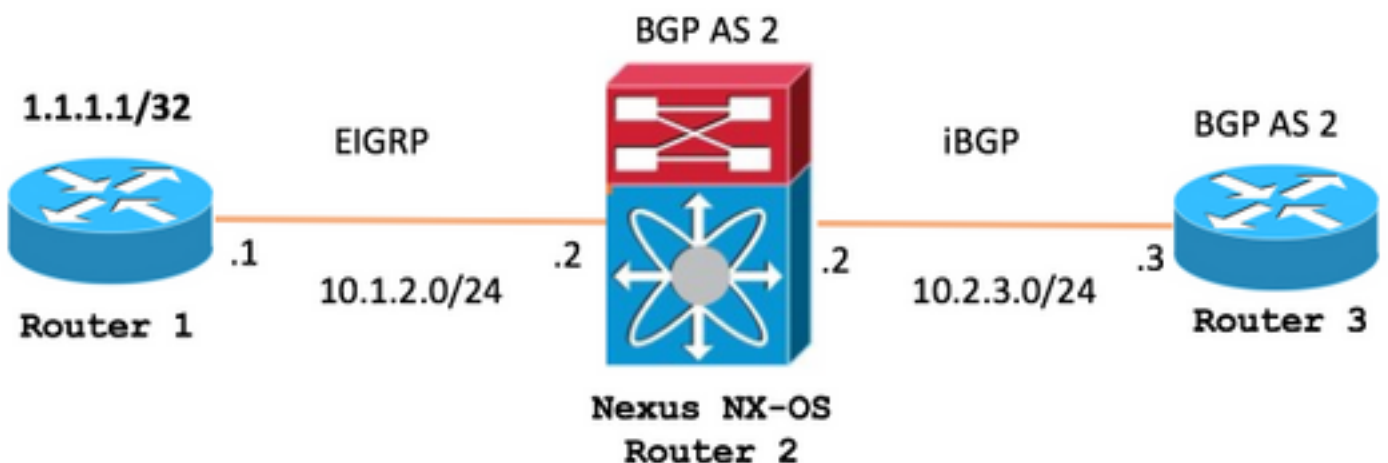 BGP AS 2
1.1.1.1/32
EIGRP
iBGP
BGP AS 2
.1
.2
.2
.3
10.1.2.0/24
10.2.3.0/24
Router 1
Router 3
Nexus NX-OS
Router 2